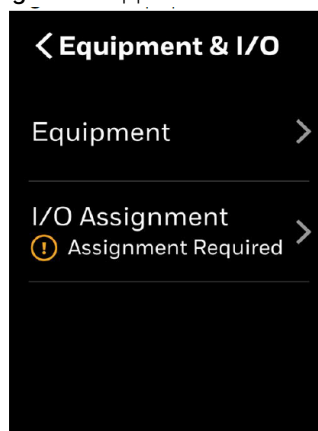 Equipment & I/O
Equipment
I/O Assignment
Assignment Required